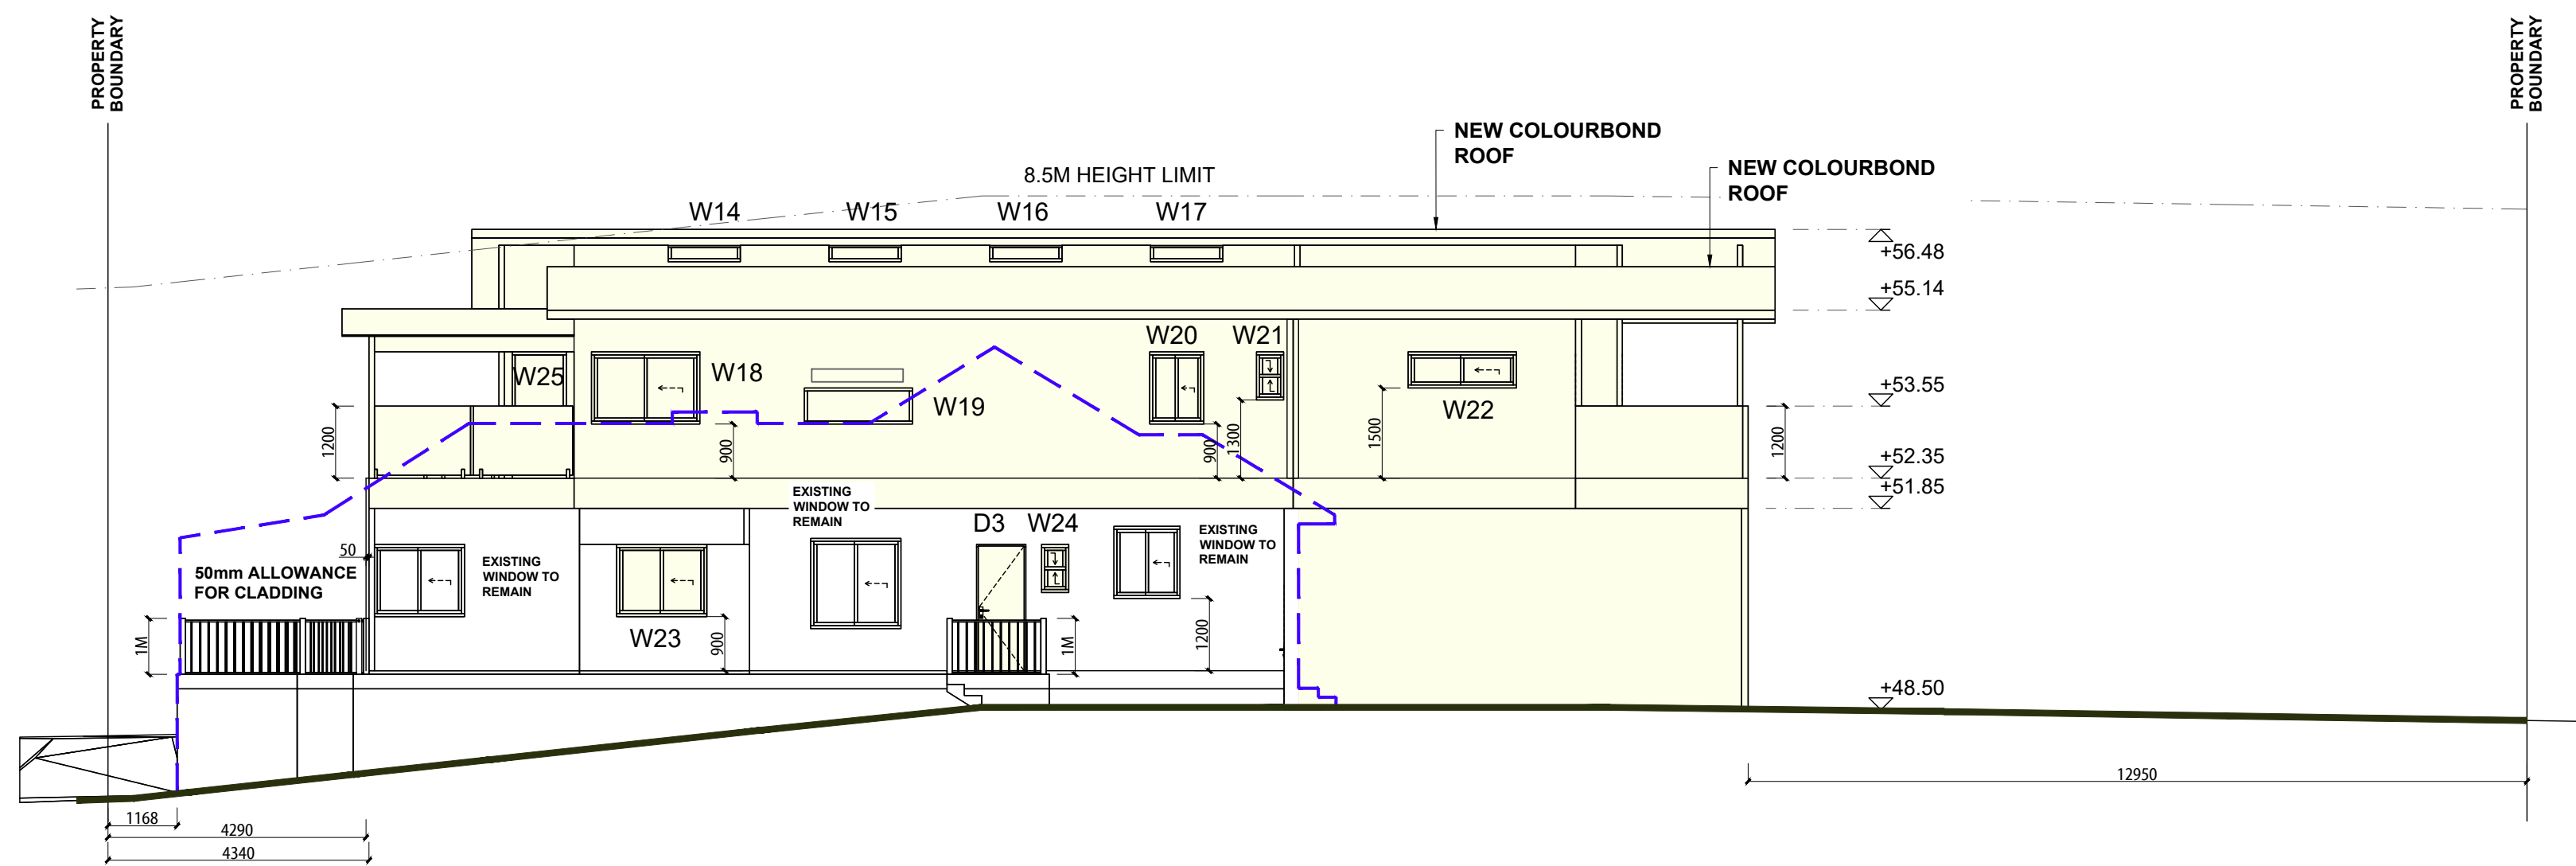 PROPERTY
BOUNDARY
PROPERTY
BOUNDARY
NEW COLOURBOND
ROOF
8.5M HEIGHT LIMIT
NEW COLOURBOND
ROOF
W14
W15
W16
W17
+56.48
+55.14
W20
W21
W25
W18
W19
W22
+53.55
1200
900
900
1300
1500
1200
+52.35
+51.85
EXISTING
WINDOW TO
REMAIN
D3
W24
EXISTING
WINDOW TO
REMAIN
50
EXISTING
WINDOW TO
REMAIN
50mm ALLOWANCE
FOR CLADDING
1M
W23
900
1M
1200
+48.50
12950
1168
4290
4340